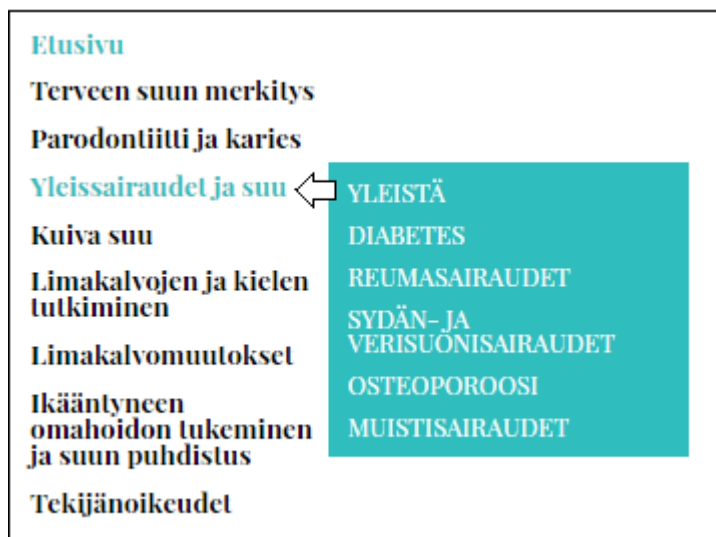 Etusivu
Terveen suun merkitys
Parodontiitti ja karies
Yleissairaudet ja suu
Kuiva suu
Limakalvojen ja kielen
tutkiminen
Limakalvomuutokset
Ikääntyneen
omahoidon tukeminen
ja suun puhdistus
Tekijänoikeudet
YLEISTÄ
DIABETES
REUMASAIRAUDET
SYDÄN- JA
VERISUONISAIRAUDET
OSTEOPOROOSI
MUISTISAIRAUDET